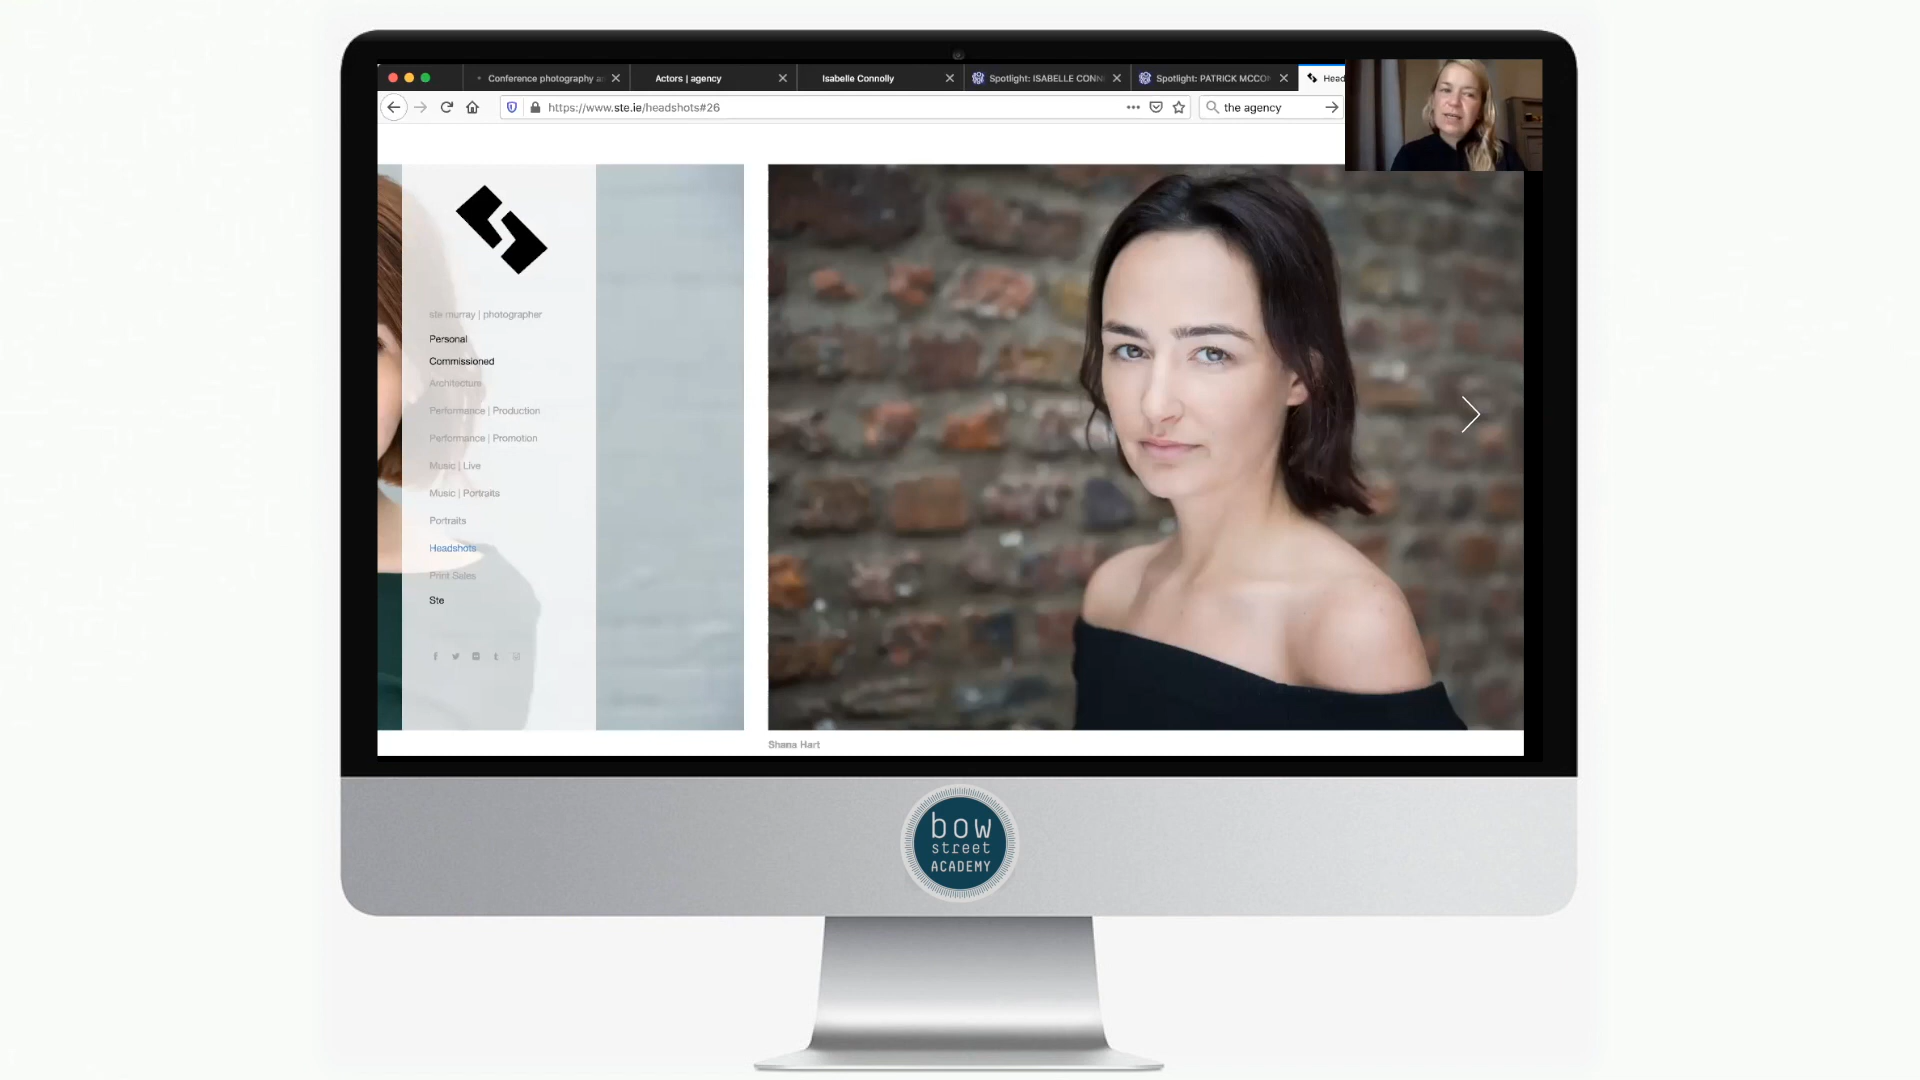 Conference photography a
Actors | agency
Isabelle Connolly
Spotlight: ISABELLE CONN
Spotlight: PATRICK MCCO
Head
https://www.ste.ie/headshots#26
the agency
ste murray | photographer
Personal
Commissioned
Architecture
Performance | Production
Performance | Promotion
Music | Live
Music | Portraits
Portraits
Headshots
Print Sales
Ste
Shana Hart
bow
street
ACADEMY